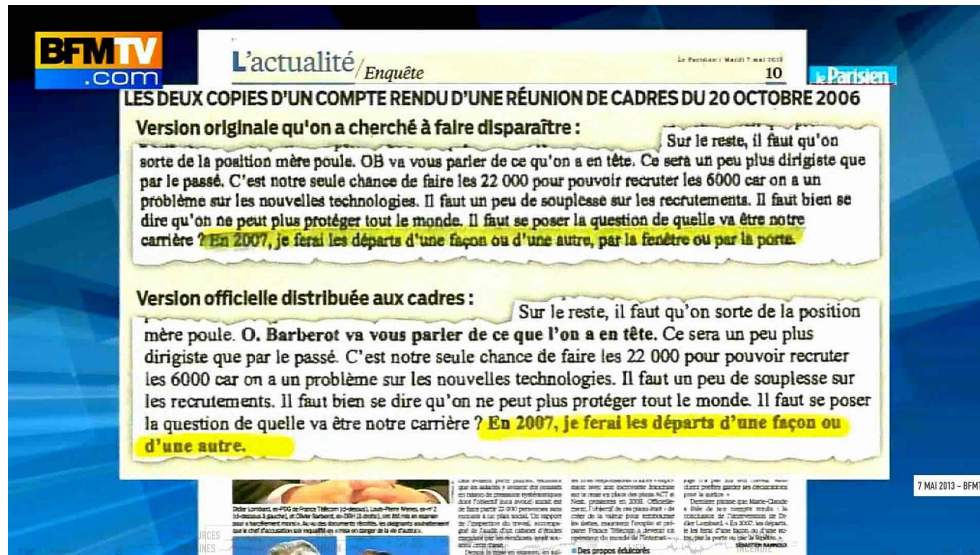 BFMTV
.com
L'actualité/Enquête
Le Parisien / Mardi 7 mai 2013
10
Le Parisien
LES DEUX COPIES D'UN COMPTE RENDU D'UNE RÉUNION DE CADRES DU 20 OCTOBRE 2006
Version originale qu'on a cherché à faire disparaître :
Sur le reste, il faut qu'on
sorte de la position mère poule. OB va vous parler de ce qu'on a en tête. Ce sera un peu plus dirigiste que
par le passé. C'est notre seule chance de faire les 22 000 pour pouvoir recruter les 6000 car on a un
problème sur les nouvelles technologies. Il faut un peu de souplesse sur les recrutements. Il faut bien se
dire qu'on ne peut plus protéger tout le monde. Il faut se poser la question de quelle va être notre
carrière ? En 2007, je ferai les départs d'une façon ou d'une autre, par la fenêtre ou par la porte.
Version officielle distribuée aux cadres :
Sur le reste, il faut qu'on sorte de la position
mère poule. O. Barberot va vous parler de ce que l'on a en tête. Ce sera un peu plus
dirigiste que par le passé. C'est notre seule chance de faire les 22 000 pour pouvoir recruter
les 6000 car on a un problème sur les nouvelles technologies. Il faut un peu de souplesse sur
les recrutements. Il faut bien se dire qu'on ne peut plus protéger tout le monde. Il faut se poser
la question de quelle va être notre carrière ? En 2007, je ferai les départs d'une façon ou
d'une autre.
7 MAI 2013 – BFMT
Des propos édulcorés